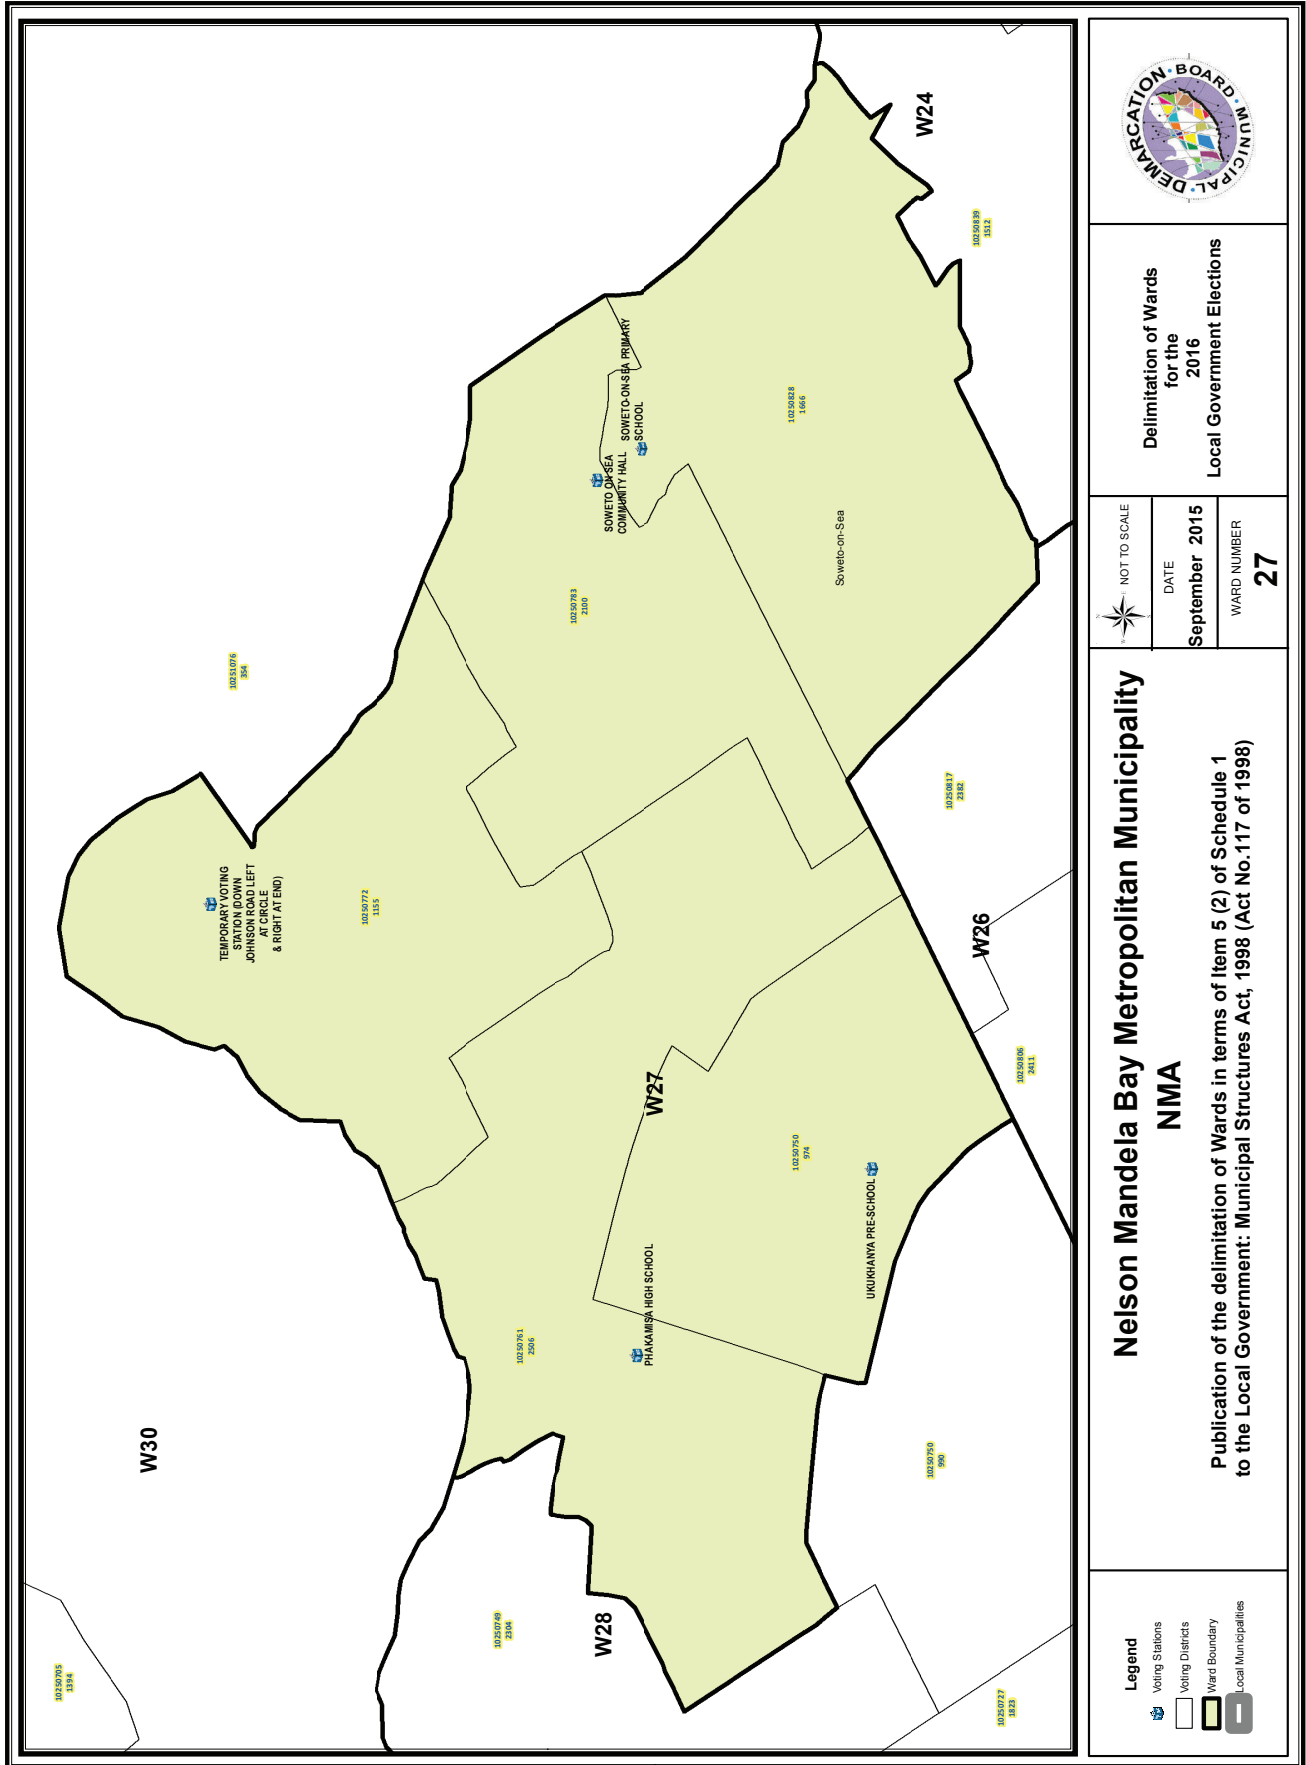 W30
W28
W27
W26
W24
10250705
1394
10250749
2304
10250761
2506
10250772
1155
10251076
354
10250783
2100
10250828
1666
10250839
1512
10250817
2382
10250806
2411
10250750
974
10250750
990
10250727
1823
TEMPORARY VOTING
STATION (DOWN
JOHNSON ROAD LEFT
AT CIRCLE
& RIGHT AT END)
PHAKAMISA HIGH SCHOOL
UKUKHANYA PRE-SCHOOL
SOWETO ON SEA
COMMUNITY HALL
SOWETO-ON-SEA PRIMARY
SCHOOL
Soweto-on-Sea
Legend
Voting Stations
Voting Districts
Ward Boundary
Local Municipalities
Nelson Mandela Bay Metropolitan Municipality
NMA
Publication of the delimitation of Wards in terms of Item 5 (2) of Schedule 1
to the Local Government: Municipal Structures Act, 1998 (Act No.117 of 1998)
NOT TO SCALE
DATE
September 2015
WARD NUMBER
27
Delimitation of Wards
for the
2016
Local Government Elections
MUNICIPAL • DEMARCATION • BOARD •